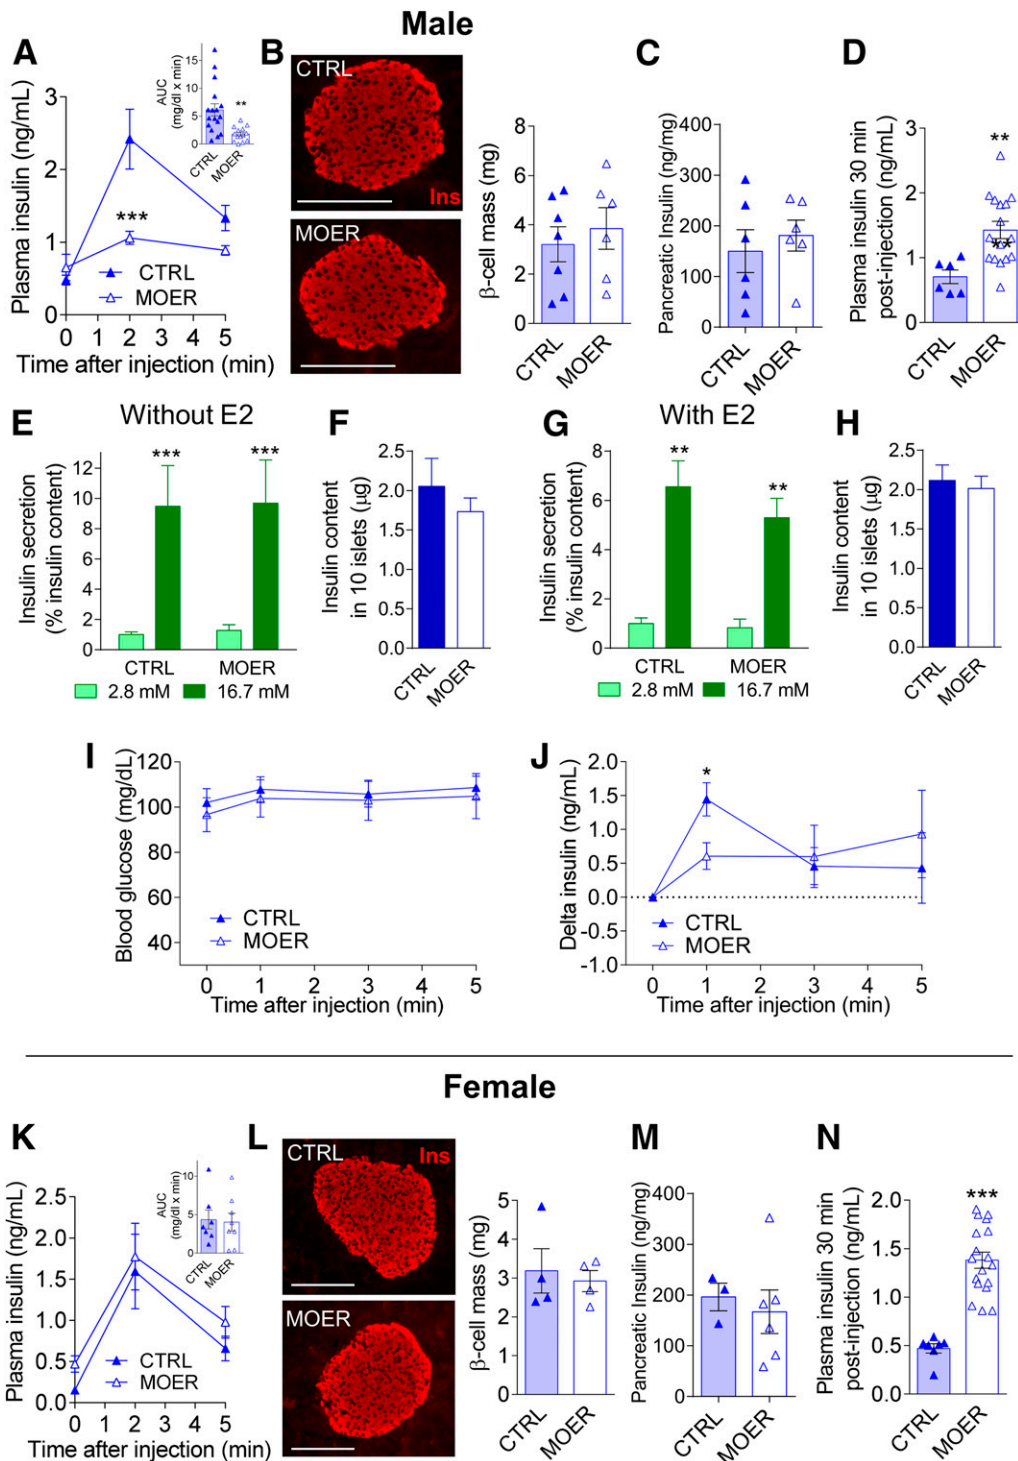 Male
A
Plasma insulin (ng/mL)
3
2
1
0
0 1 2 3 4 5
Time after injection (min)
***
CTRL
MOER
AUC
(mg/dl x min)
20
15
10
5
0
**
CTRL
MOER
B
CTRL
Ins
MOER
β-cell mass (mg)
8
6
4
2
0
CTRL
MOER
C
Pancreatic Insulin (ng/mg)
400
300
200
100
0
CTRL
MOER
D
Plasma insulin 30 min
post-injection (ng/mL)
3
2
1
0
**
**
CTRL
MOER
Without E2
E
Insulin secretion
(% insulin content)
12
10
8
6
4
2
0
***
***
CTRL MOER
2.8 mM 16.7 mM
F
Insulin content
in 10 islets (µg)
2.5
2.0
1.5
1.0
0.5
0.0
CTRL
MOER
With E2
G
Insulin secretion
(% insulin content)
8
6
4
2
0
**
**
CTRL MOER
2.8 mM 16.7 mM
H
Insulin content
in 10 islets (µg)
2.5
2.0
1.5
1.0
0.5
0.0
CTRL
MOER
I
Blood glucose (mg/dL)
120
100
80
60
40
0 1 2 3 4 5
Time after injection (min)
CTRL
MOER
J
Delta insulin (ng/mL)
2.0
1.5
1.0
0.5
0.0
-0.5
-1.0
*
CTRL
MOER
0 1 2 3 4 5
Time after injection (min)
Female
K
Plasma insulin (ng/mL)
2.5
2.0
1.5
1.0
0.5
0.0
0 1 2 3 4 5
Time after injection (min)
CTRL
MOER
AUC
(mg/dl x min)
10
5
0
CTRL
MOER
L
CTRL
Ins
MOER
β-cell mass (mg)
5
4
3
2
1
0
CTRL
MOER
M
Pancreatic Insulin (ng/mg)
400
300
200
100
0
CTRL
MOER
N
Plasma insulin 30 min
post-injection (ng/mL)
2.0
1.5
1.0
0.5
0.0
***
CTRL
MOER